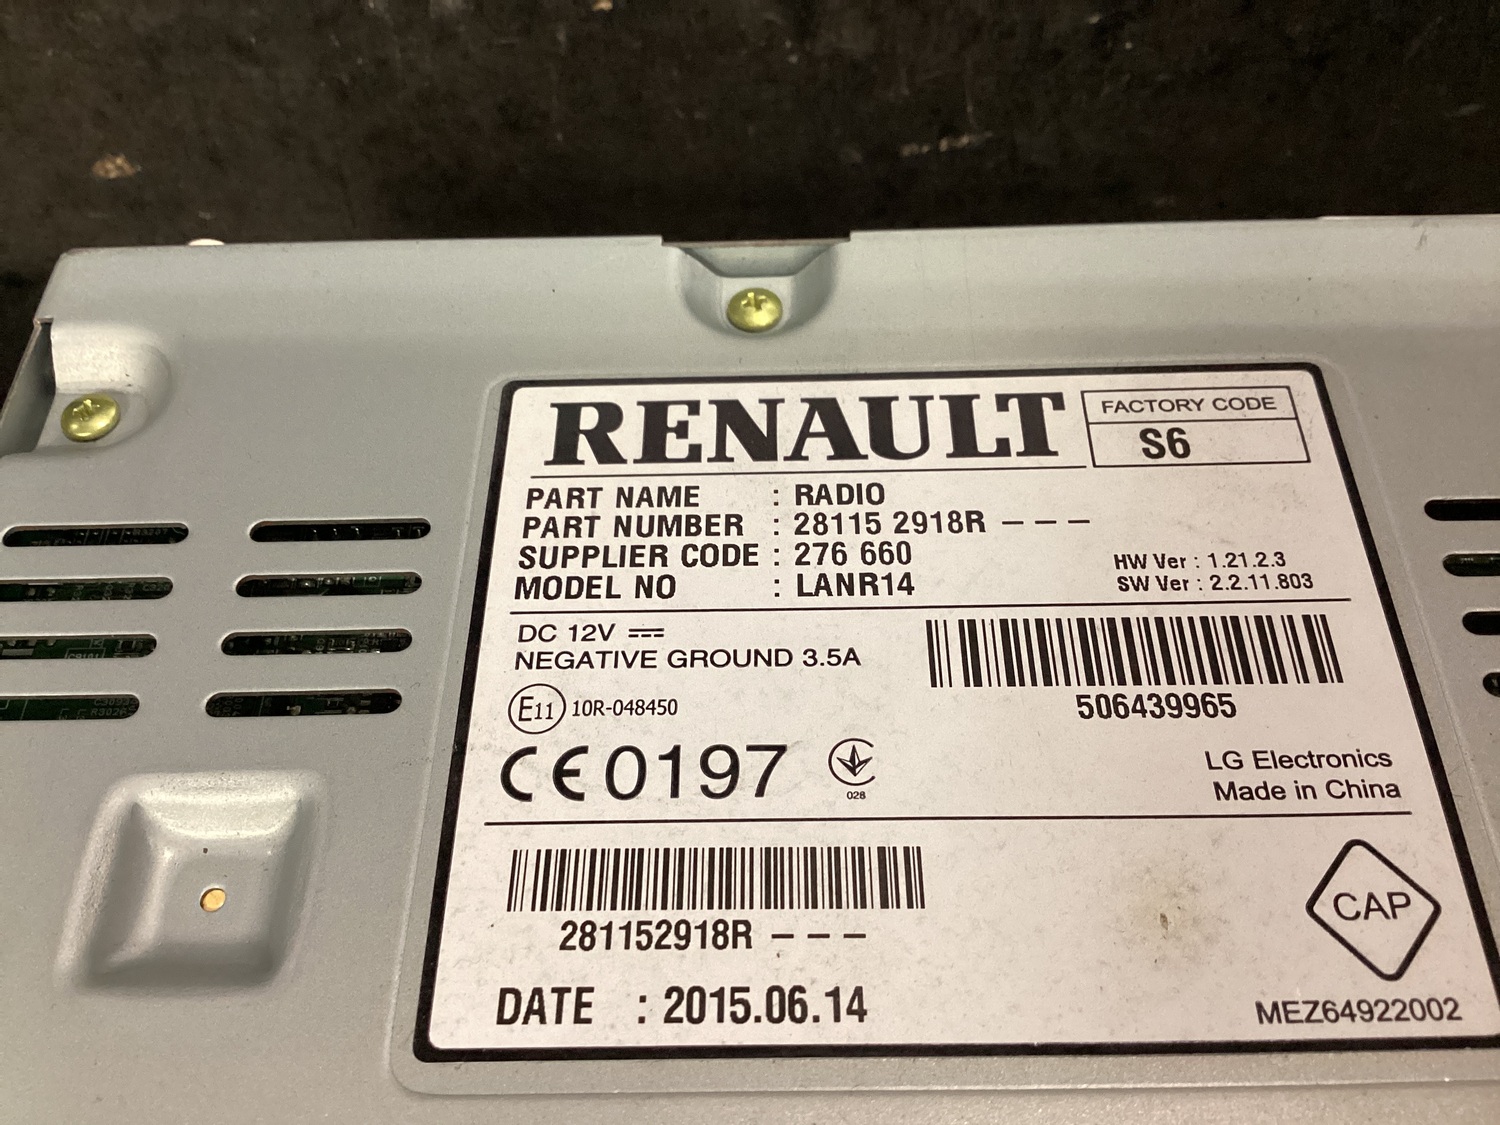 RENAULT
FACTORY CODE
S6
PART NAME : RADIO
PART NUMBER : 28115 2918R – – –
SUPPLIER CODE : 276 660
MODEL NO : LANR14
HW Ver : 1.21.2.3
SW Ver : 2.2.11.803
DC 12V
NEGATIVE GROUND 3.5A
E11 10R-048450
506439965
CE 0197
028
LG Electronics
Made in China
281152918R – – –
CAP
DATE : 2015.06.14
MEZ64922002